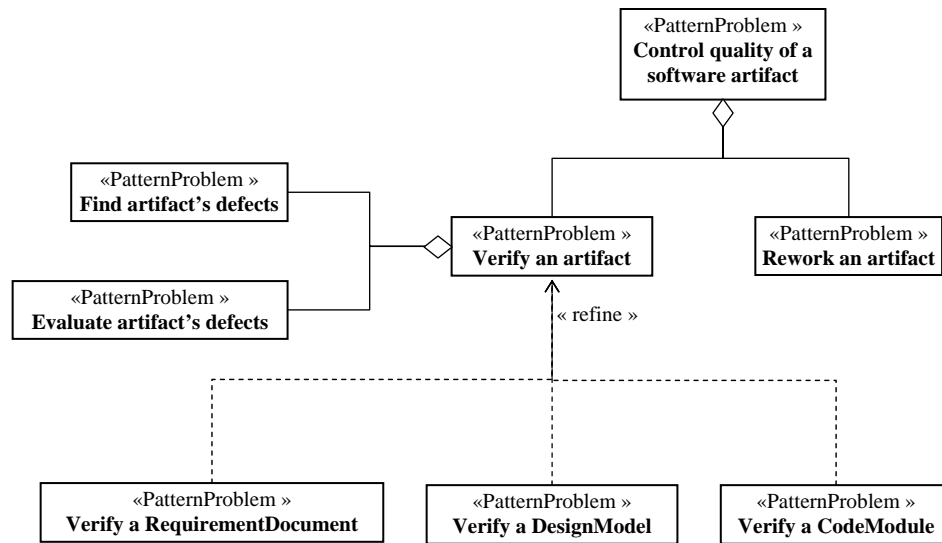 «PatternProblem »
Control quality of a
software artifact
«PatternProblem »
Find artifact’s defects
«PatternProblem »
Verify an artifact
«PatternProblem »
Rework an artifact
«PatternProblem »
Evaluate artifact’s defects
« refine »
«PatternProblem »
Verify a RequirementDocument
«PatternProblem »
Verify a DesignModel
«PatternProblem »
Verify a CodeModule